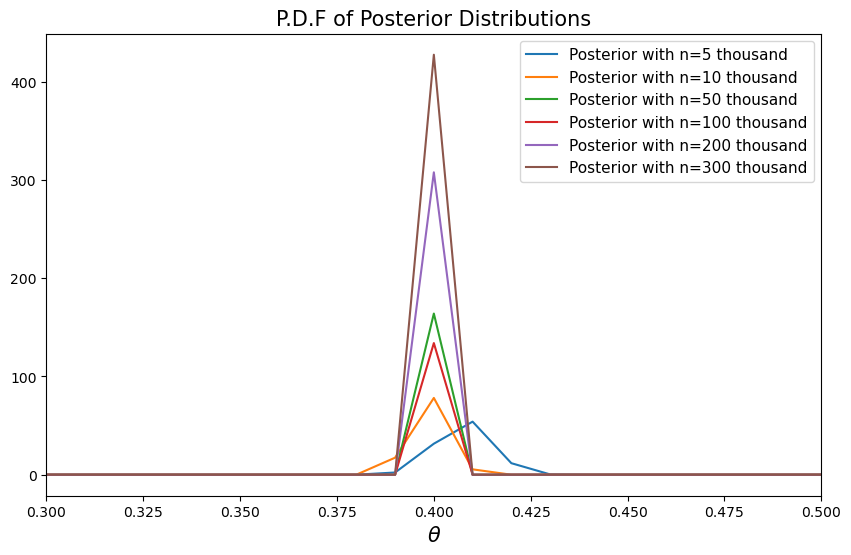 P.D.F of Posterior Distributions
Posterior with n=5 thousand
Posterior with n=10 thousand
Posterior with n=50 thousand
Posterior with n=100 thousand
Posterior with n=200 thousand
Posterior with n=300 thousand
400
300
200
100
0
0.300 0.325 0.350 0.375 0.400 0.425 0.450 0.475 0.500
θ